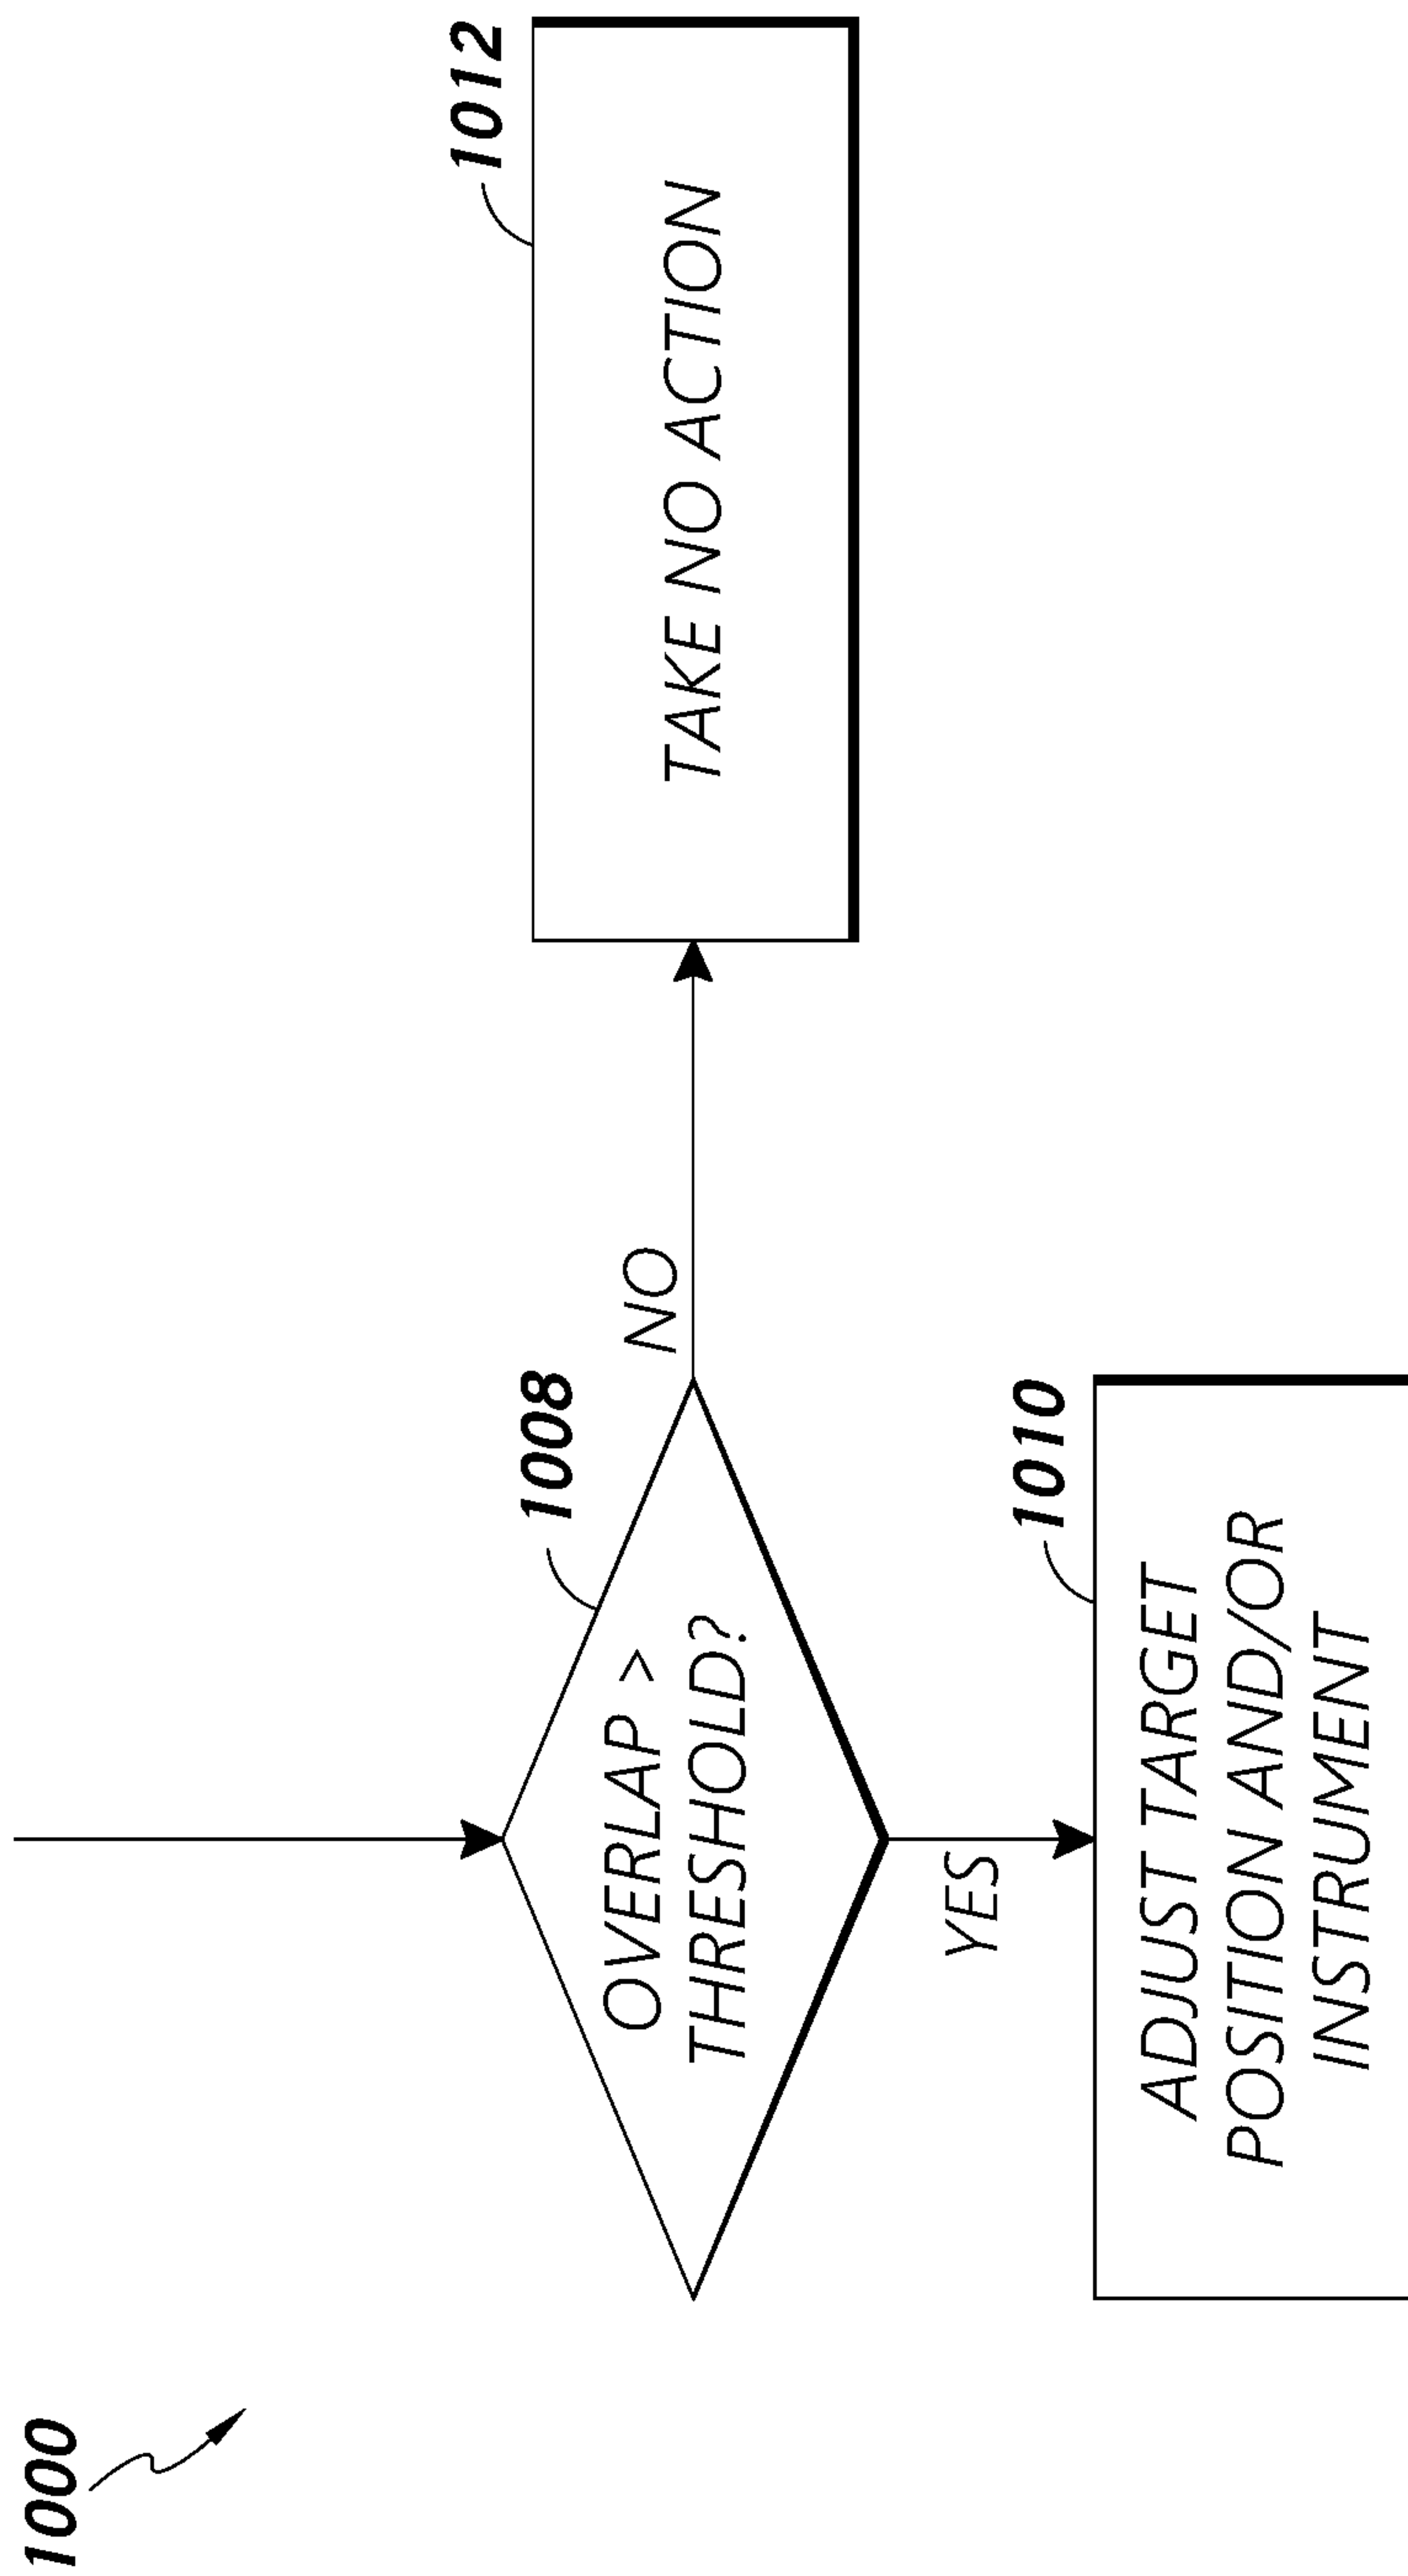 1000
1008
OVERLAP >
THRESHOLD?
NO
1012
TAKE NO ACTION
YES
1010
ADJUST TARGET
POSITION AND/OR
INSTRUMENT